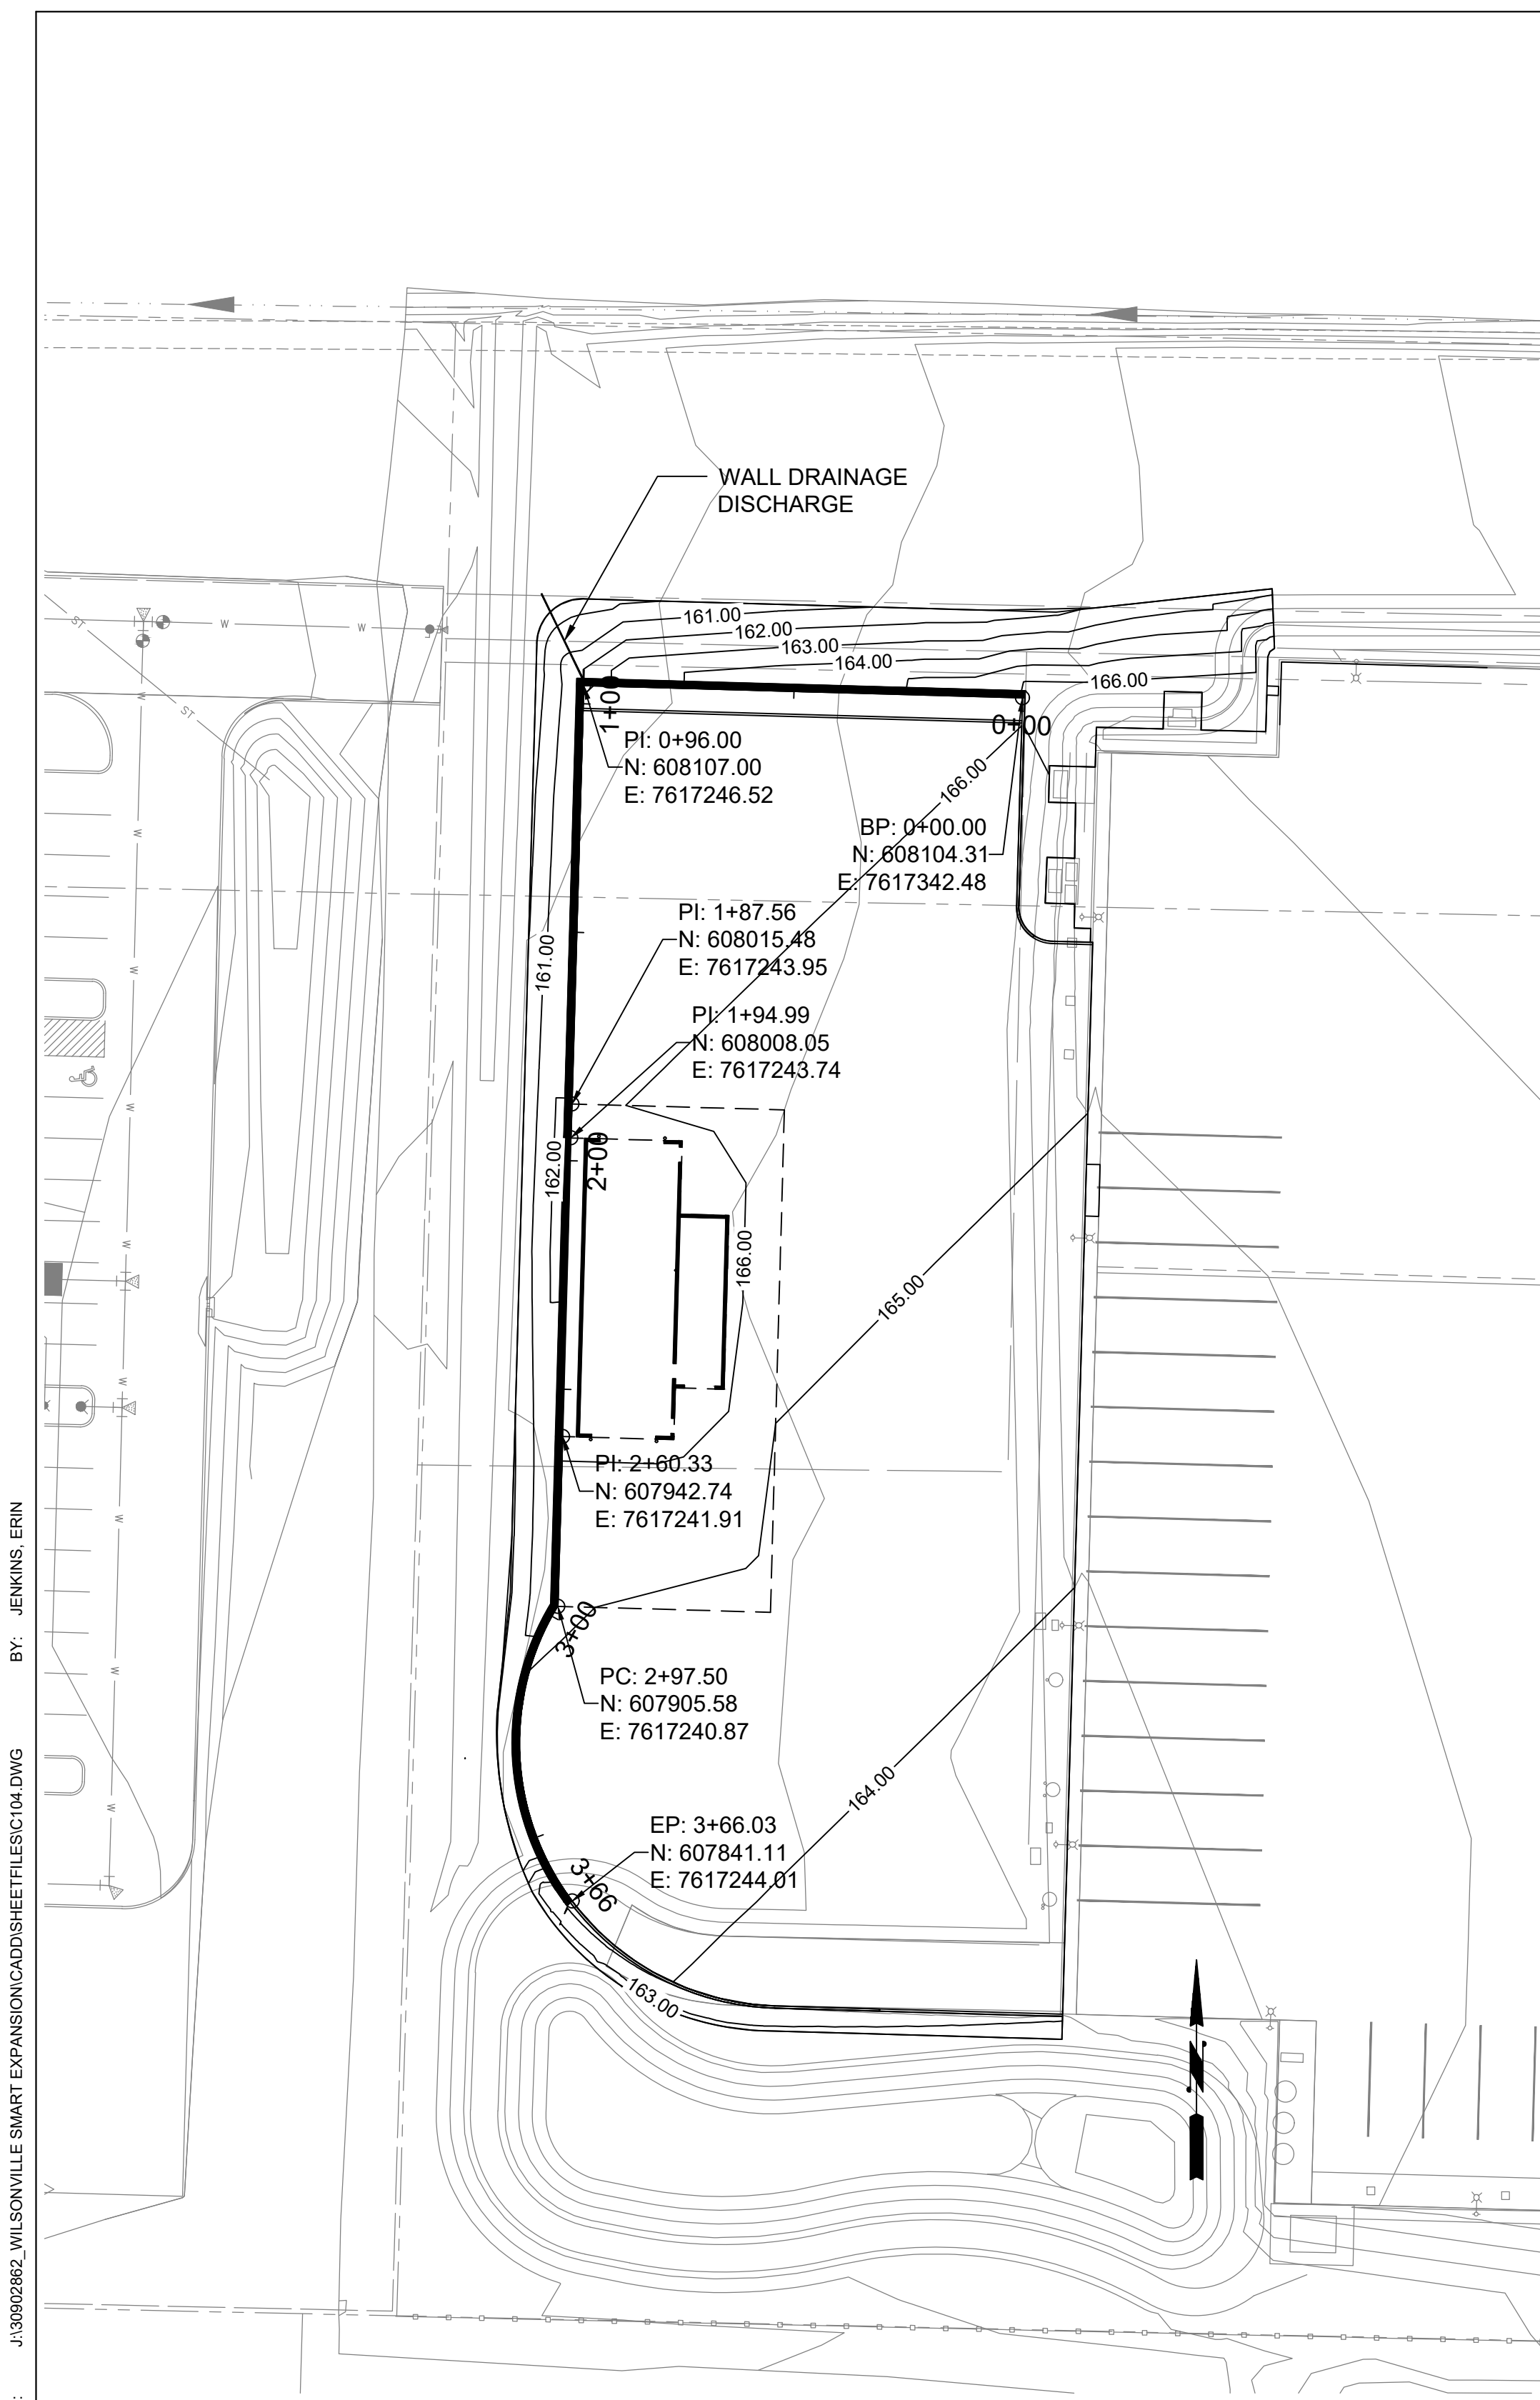 WALL DRAINAGE
DISCHARGE
161.00
162.00
163.00
164.00
166.00
ST
W
W
1+00
0+00
PI: 0+96.00
N: 608107.00
E: 7617246.52
W
ST
166.00
BP: 0+00.00
N: 608104.31
E: 7617342.48
W
PI: 1+87.56
N: 608015.48
E: 7617243.95
161.00
W
PI: 1+94.99
N: 608008.05
E: 7617243.74
W
162.00
2+00
W
166.00
165.00
W
W
PI: 2+60.33
N: 607942.74
E: 7617241.91
W
3+00
W
PC: 2+97.50
N: 607905.58
E: 7617240.87
164.00
W
EP: 3+66.03
N: 607841.11
E: 7617244.01
3+66
163.00
N
BY: JENKINS, ERIN
J:\30902862_WILSONVILLE SMART EXPANSION\CADD\SHEETFILES\C104.DWG
: